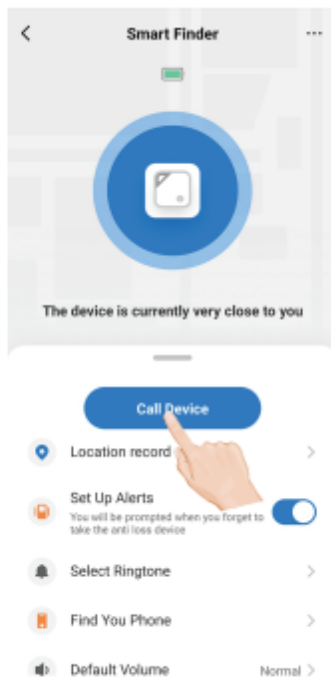 Smart Finder
The device is currently very close to you
Call Device
Location record
Set Up Alerts
You will be prompted when you forget to
take the anti loss device
Select Ringtone
Find You Phone
Default Volume Normal